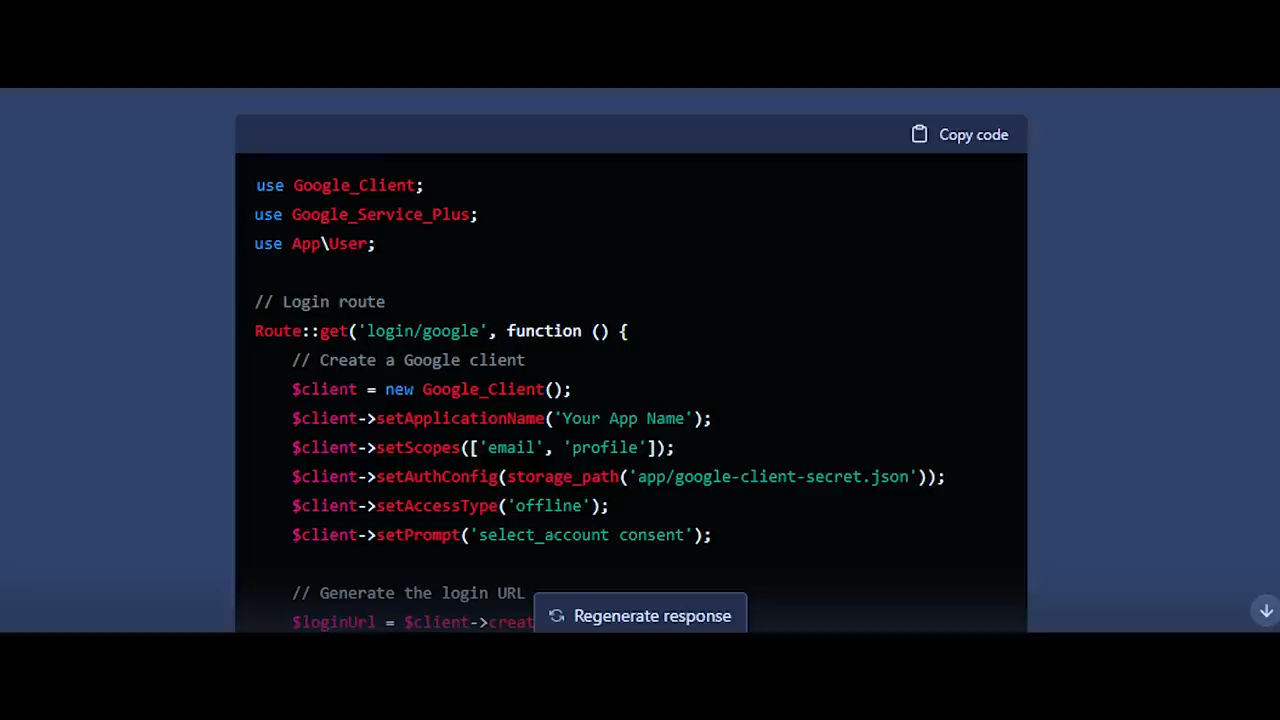 Copy code
use Google_Client;
use Google_Service_Plus;
use App\User;
// Login route
Route::get('login/google', function () {
// Create a Google client
$client = new Google_Client();
$client->setApplicationName('Your App Name');
$client->setScopes(['email', 'profile']);
$client->setAuthConfig(storage_path('app/google-client-secret.json'));
$client->setAccessType('offline');
$client->setPrompt('select_account consent');
// Generate the login URL
$loginUrl = $client->creat
Regenerate response